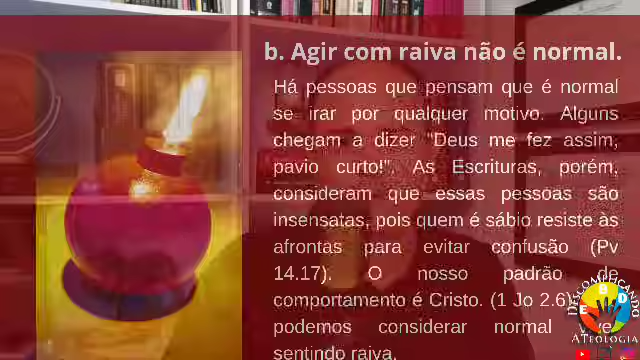 b. Agir com raiva não é normal.
Há pessoas que pensam que é normal
se irar por qualquer motivo. Alguns
chegam a dizer "Deus me fez assim,
pavio curto!". As Escrituras, porém,
consideram que essas pessoas são
insensatas, pois quem é sábio resiste às
afrontas para evitar confusão (Pv
14.17). O nosso padrão de
comportamento é Cristo. (1 Jo 2.6)
podemos considerar normal
sentindo raiva.
DESCOMPLICANDO
EBD
A TEOLOGIA